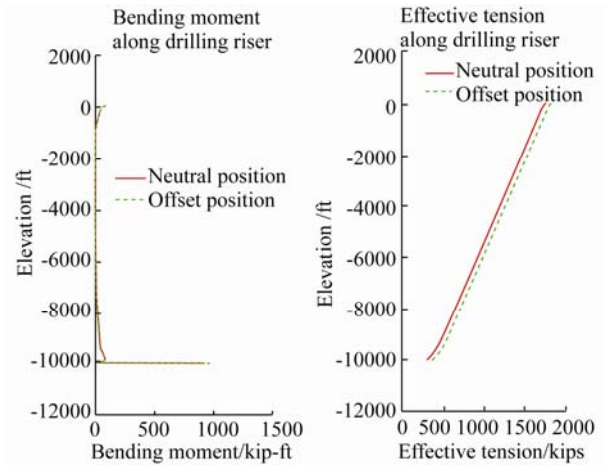 Bending moment
along drilling riser
2000
0
-2000
-4000
-6000
-8000
-10000
-12000
Elevation /ft
Neutral position
Offset position
0 500 1000 1500
Bending moment/kip-ft
Effective tension
along drilling riser
Neutral position
Offset position
2000
0
-2000
-4000
-6000
-8000
-10000
-12000
Elevation /ft
0 500 1000 1500 2000
Effective tension/kips